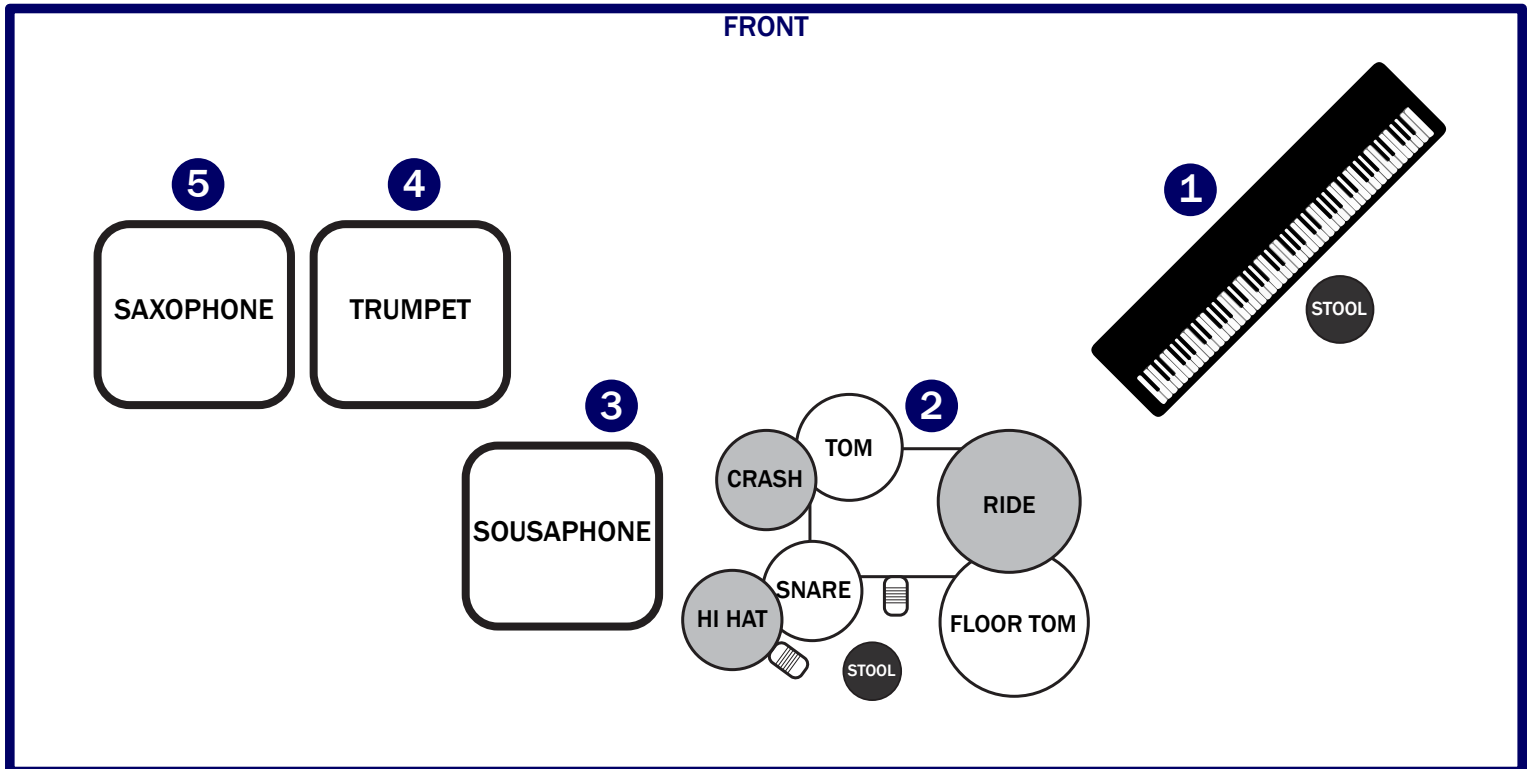 FRONT
5
4
1
SAXOPHONE
TRUMPET
STOOL
3
2
TOM
CRASH
RIDE
SOUSAPHONE
SNARE
HI HAT
FLOOR TOM
STOOL